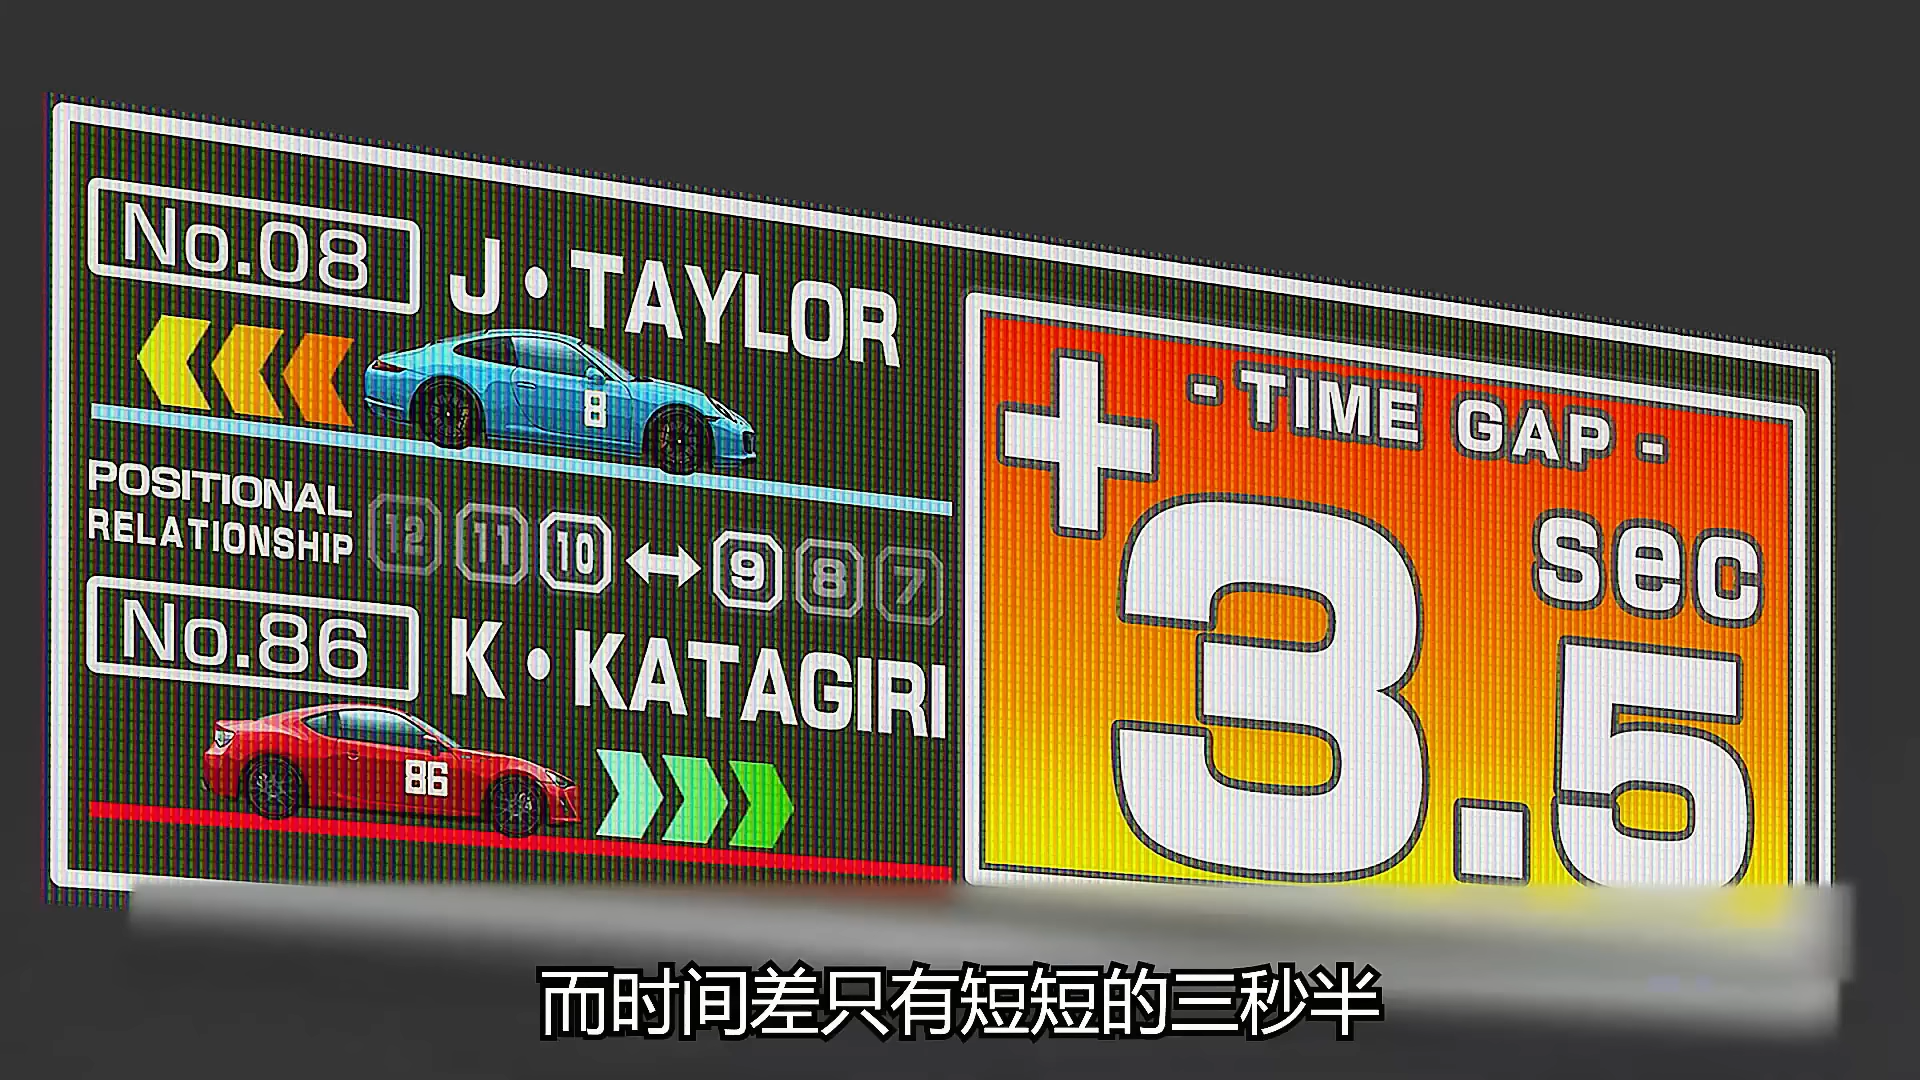 No.08
J・TAYLOR
8
POSITIONAL
RELATIONSHIP
12 11 10 9 8 7
No.86
K・KATAGIRI
86
- TIME GAP -
+3.5 sec
而时间差只有短短的三秒半